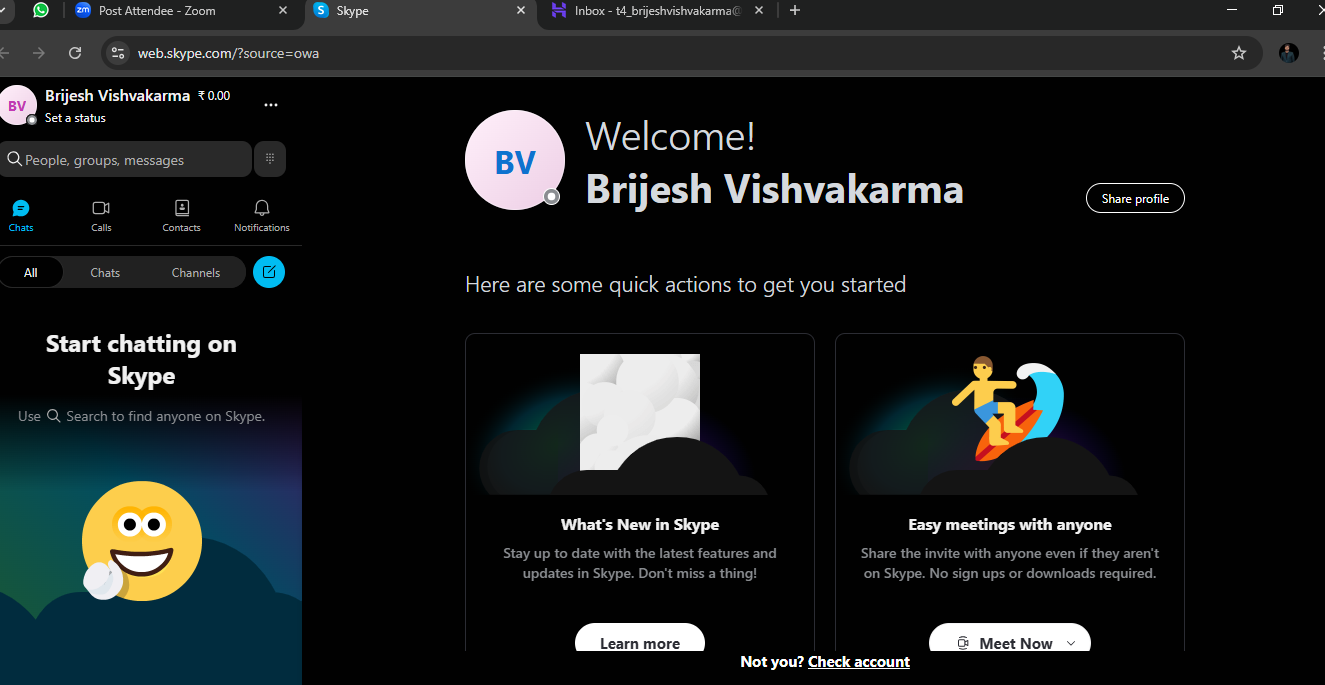 zm Post Attendee - Zoom
S Skype
Inbox - t4_brijeshvishvakarma@
web.skype.com/?source=owa
BV
Brijesh Vishvakarma ₹ 0.00
Set a status
People, groups, messages
Chats Calls Contacts Notifications
All Chats Channels
Start chatting on
Skype
Use Search to find anyone on Skype.
BV
Welcome!
Brijesh Vishvakarma
Share profile
Here are some quick actions to get you started
What's New in Skype
Stay up to date with the latest features and
updates in Skype. Don't miss a thing!
Learn more
Easy meetings with anyone
Share the invite with anyone even if they aren't
on Skype. No sign ups or downloads required.
Meet Now
Not you? Check account